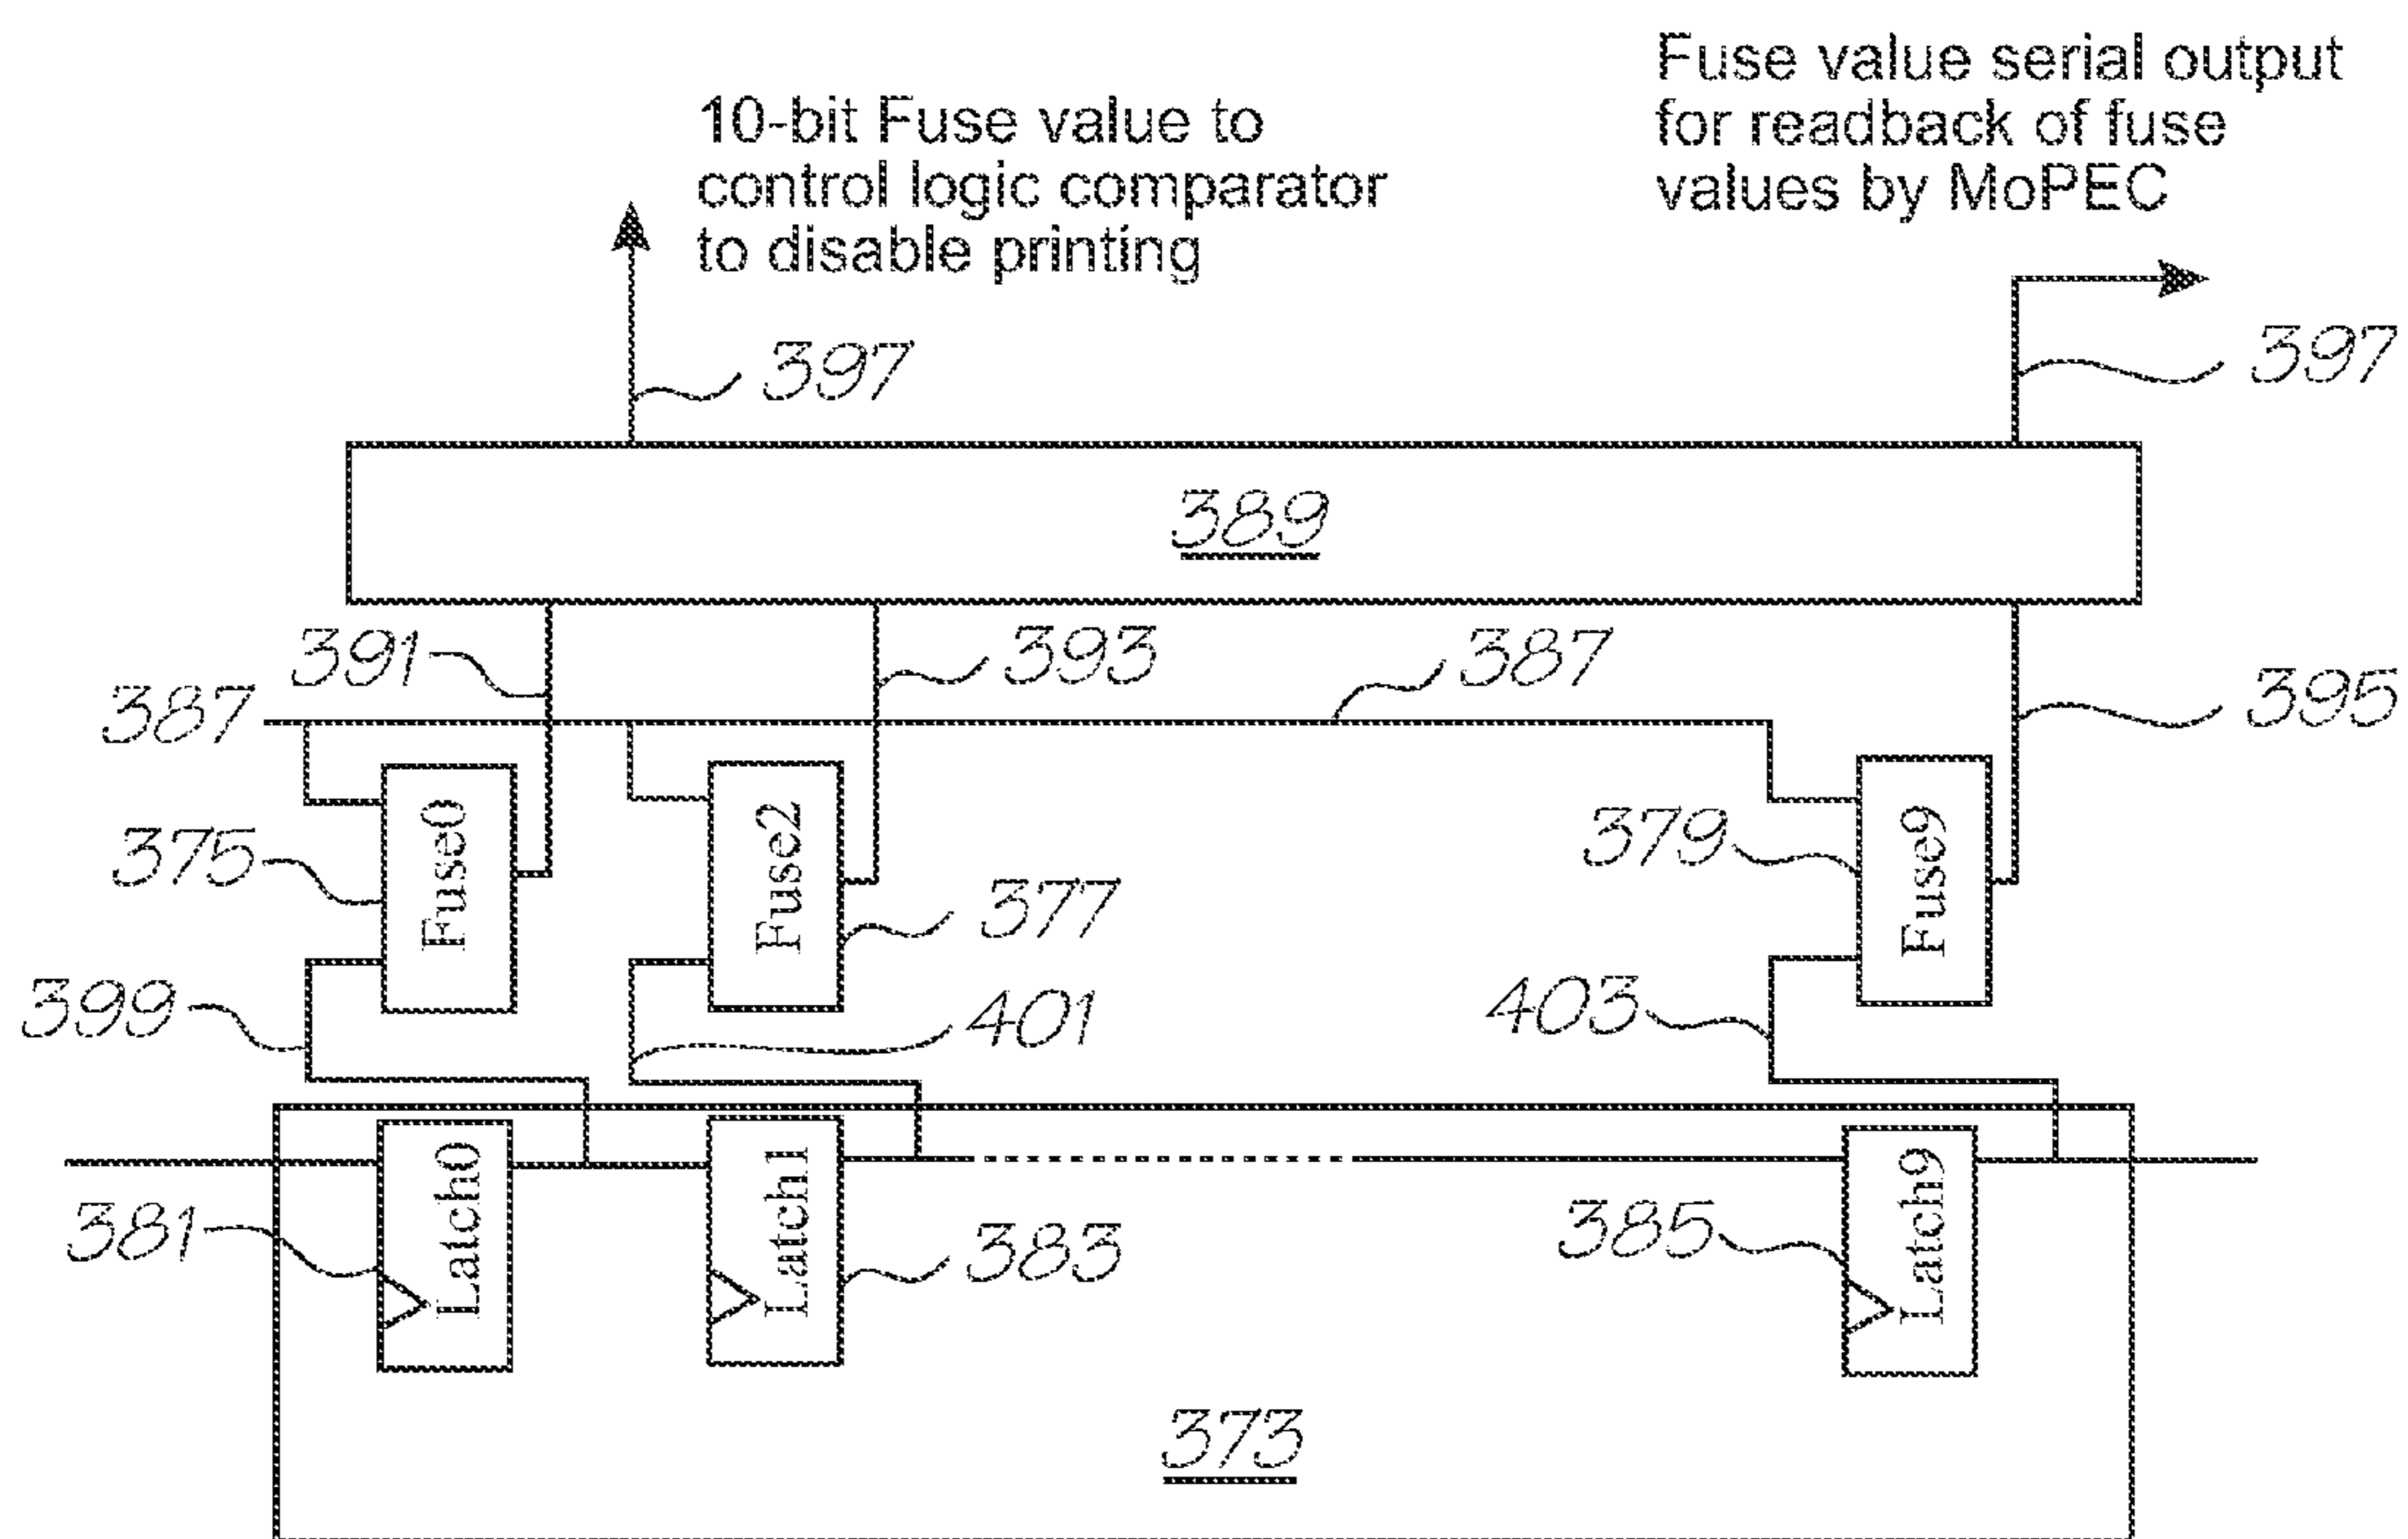 Fuse value serial output
for readback of fuse
values by MoPEC
10-bit Fuse value to
control logic comparator
to disable printing
397
397
389
391
393
387
395
387
375
Fuse0
Fuse2
377
379
Fuse9
399
401
403
381
Latch0
Latch1
383
385
Latch9
373